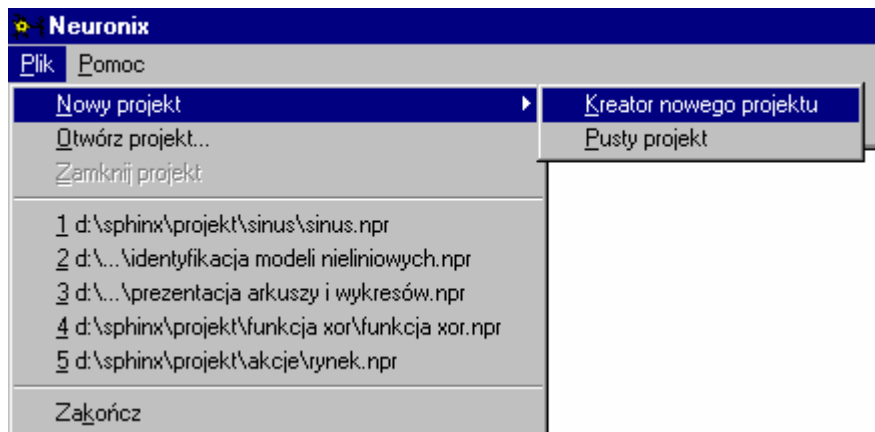 Neuronix
Plik Pomoc
Nowy projekt
Kreator nowego projektu
Otwórz projekt...
Pusty projekt
Zamknij projekt
1 d:\sphinx\projekt\sinus\sinus.npr
2 d:\...\identyfikacja modeli nieliniowych.npr
3 d:\...\prezentacja arkuszy i wykresów.npr
4 d:\sphinx\projekt\funkcja xor\funkcja xor.npr
5 d:\sphinx\projekt\akcje\rynek.npr
Zakończ